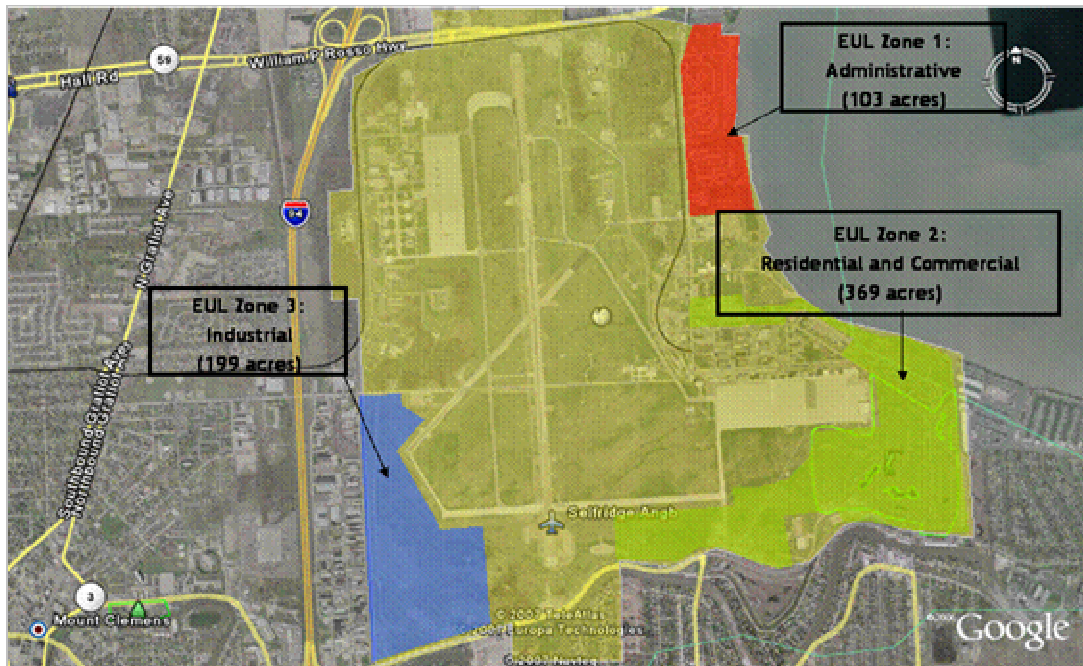 EUL Zone 1:
Administrative
(103 acres)
59
William P Rosso Hwy
Hall Rd
N
94
N Gratiot Ave
EUL Zone 2:
Residential and Commercial
(369 acres)
EUL Zone 3:
Industrial
(199 acres)
Southbound Gratiot Ave
Northbound Gratiot Ave
Selfridge Angb
3
Mount Clemens
© 2007 TeleAtlas
© 2007 Europa Technologies
© 2007 Navteq
Google